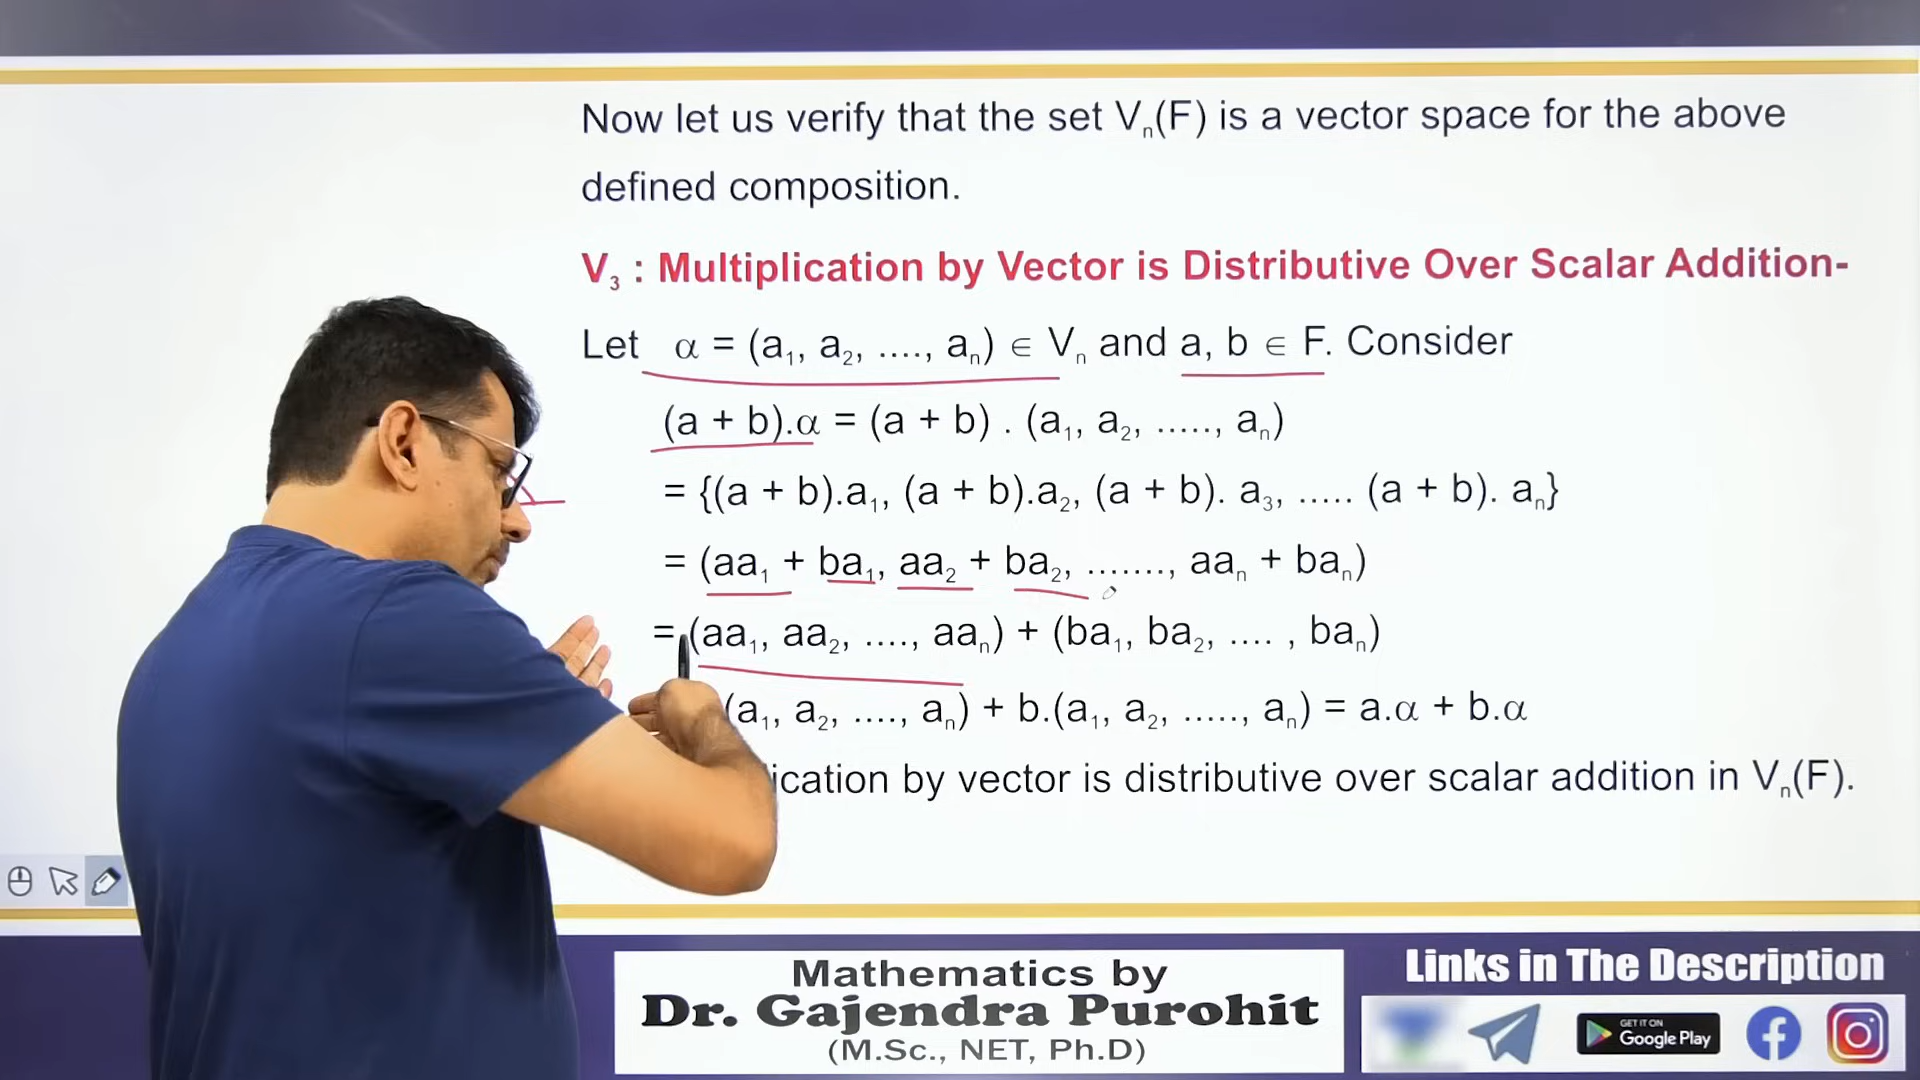 Now let us verify that the set Vₙ(F) is a vector space for the above
defined composition.
V₃ : Multiplication by Vector is Distributive Over Scalar Addition-
Let α = (a₁, a₂, ...., aₙ) ∈ Vₙ and a, b ∈ F. Consider
(a + b).α = (a + b) . (a₁, a₂, ....., aₙ)
= {(a + b).a₁, (a + b).a₂, (a + b). a₃, ..... (a + b). aₙ}
= (aa₁ + ba₁, aa₂ + ba₂, ......., aaₙ + baₙ)
= (aa₁, aa₂, ...., aaₙ) + (ba₁, ba₂, .... , baₙ)
(a₁, a₂, ...., aₙ) + b.(a₁, a₂, ....., aₙ) = a.α + b.α
by vector is distributive over scalar addition in Vₙ(F).
Mathematics by
Dr. Gajendra Purohit
(M.Sc., NET, Ph.D)
Links in The Description
GET IT ON
Google Play